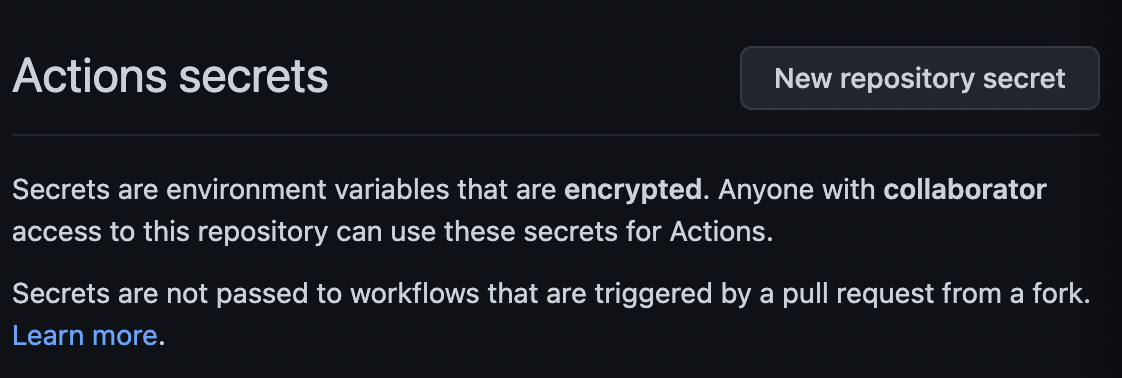 Actions secrets
New repository secret
Secrets are environment variables that are encrypted. Anyone with collaborator
access to this repository can use these secrets for Actions.
Secrets are not passed to workflows that are triggered by a pull request from a fork.
Learn more.